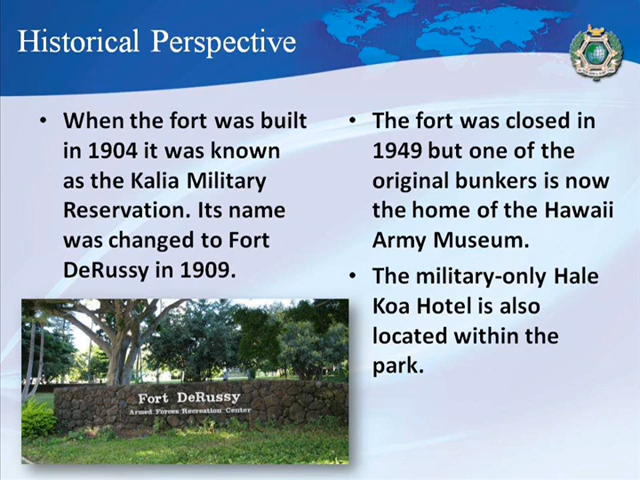 Historical Perspective
• When the fort was built
in 1904 it was known
as the Kalia Military
Reservation. Its name
was changed to Fort
DeRussy in 1909.
• The fort was closed in
1949 but one of the
original bunkers is now
the home of the Hawaii
Army Museum.
• The military-only Hale
Koa Hotel is also
located within the
park.
Fort DeRussy
Armed Forces Recreation Center